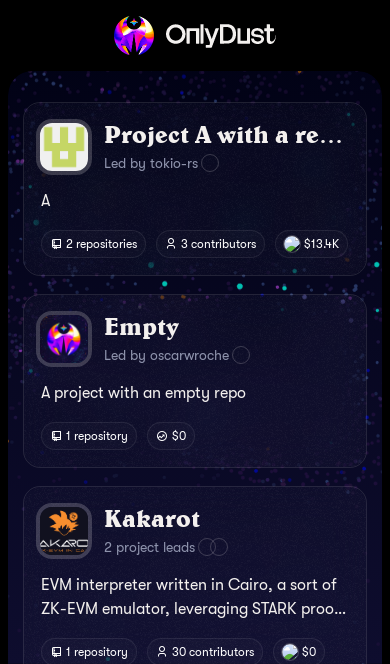 OnlyDust
Project A with a re...
Led by tokio-rs
A
2 repositories
3 contributors
$13.4K
Empty
Led by oscarwroche
A project with an empty repo
1 repository
$0
AKARO
Kakarot
2 project leads
EVM interpreter written in Cairo, a sort of
ZK-EVM emulator, leveraging STARK proo...
1 repository
30 contributors
$0